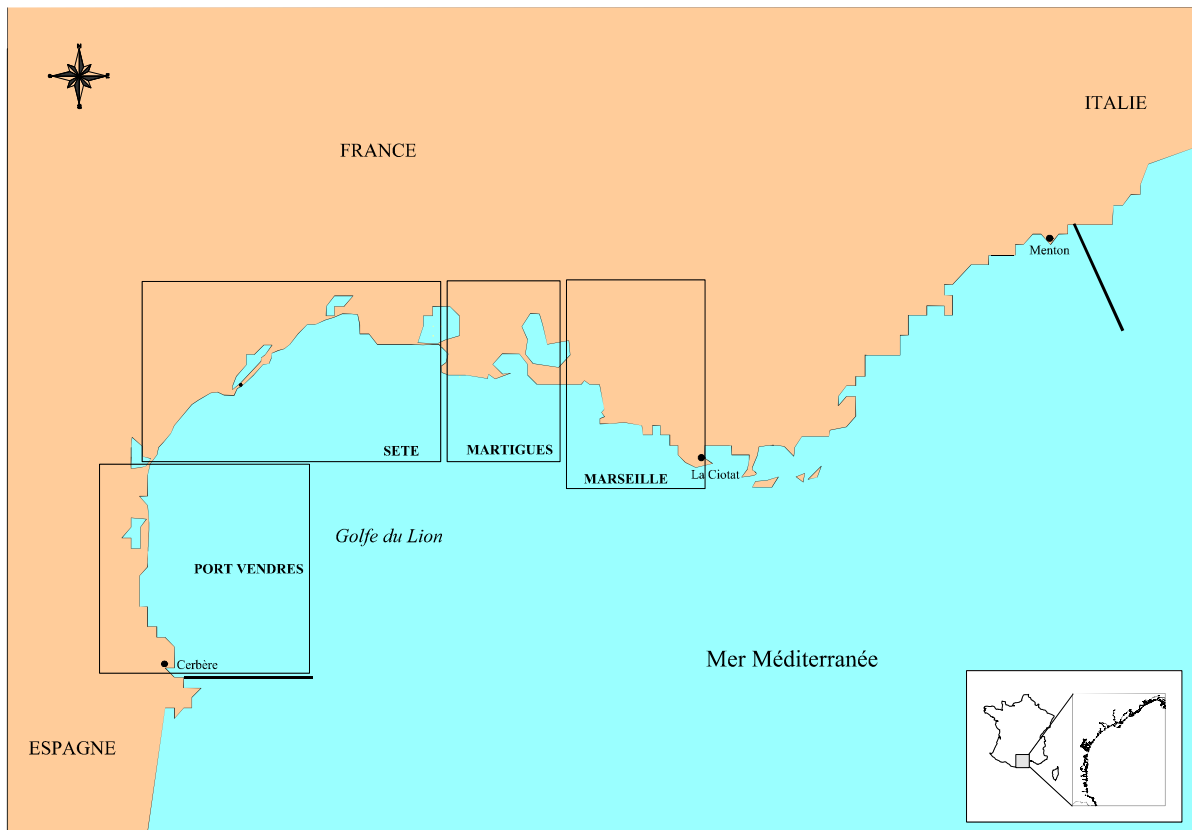 N
ITALIE
FRANCE
Menton
SETE
MARTIGUES
MARSEILLE
La Ciotat
Golfe du Lion
PORT VENDRES
Cerbère
Mer Méditerranée
ESPAGNE